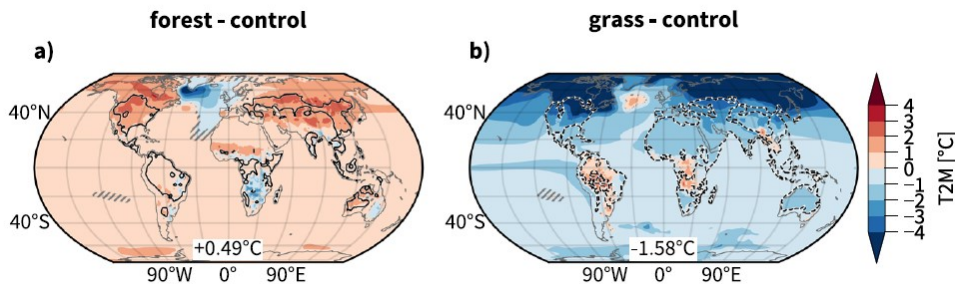 forest - control
grass - control
a)
b)
40°N
40°S
+0.49°C
90°W
0°
90°E
40°N
40°S
-1.58°C
90°W
0°
90°E
4
3
2
1
0
−1
−2
−3
−4
T2M [°C]